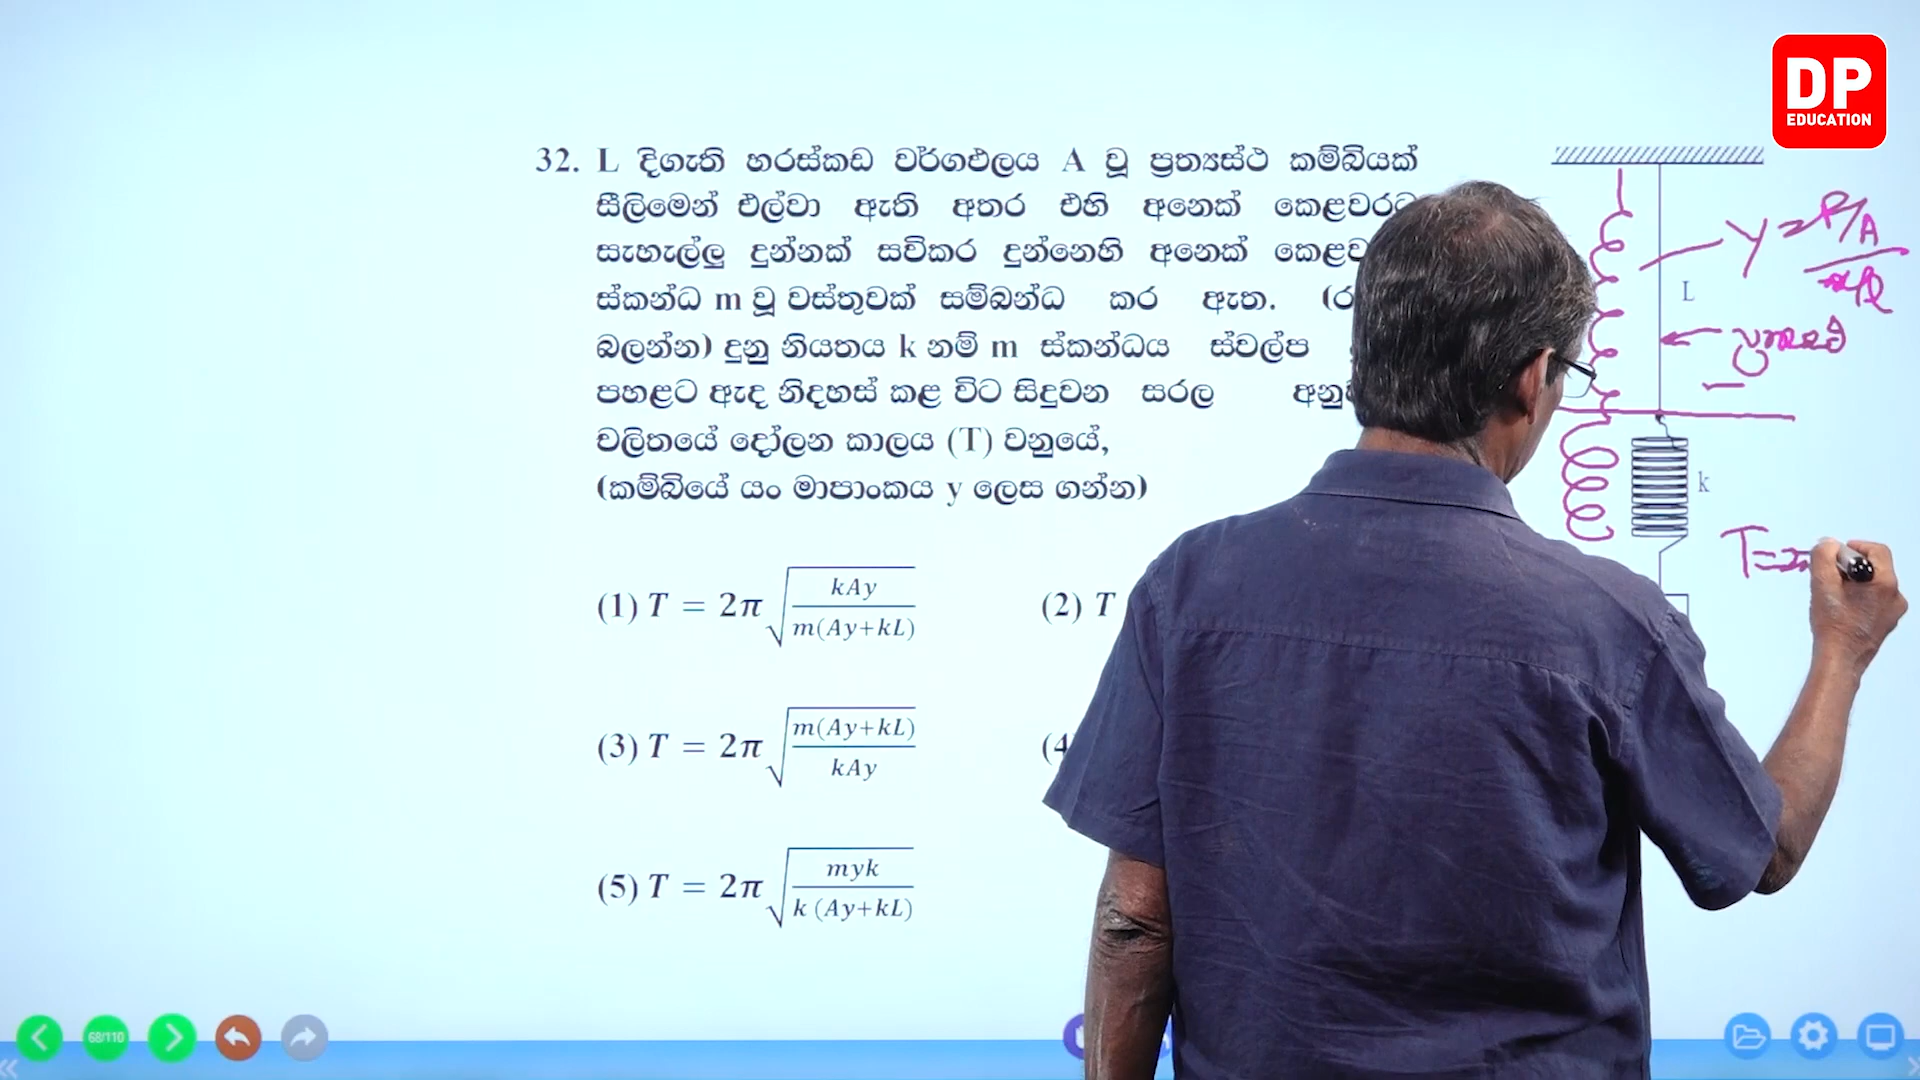 DP
EDUCATION
32. L දිගැති හරස්කඩ වර්ගඵලය A වූ ප්‍රත්‍යස්ථ කම්බියක්
සීලිමෙන් එල්වා ඇති අතර එහි අනෙක් කෙළවරට
සැහැල්ලු දුන්නක් සවිකර දුන්නෙහි අනෙක්
ස්කන්ධ m වූ වස්තුවක් සම්බන්ධ කර ඇත.
බලන්න) දුනු නියතය k නම් m ස්කන්ධය ස්වල්ප
පහළට ඇද නිදහස් කළ විට සිදුවන සරල
චලිතයේ දෝලන කාලය (T) වනුයේ,
(කම්බියේ යං මාපාංකය y ලෙස ගන්න)
(1) T = 2π √(kAy / m(Ay+kL))
(2) T
(3) T = 2π √(m(Ay+kL) / kAy)
(4
(5) T = 2π √(myk / k (Ay+kL))
L
k
68/110